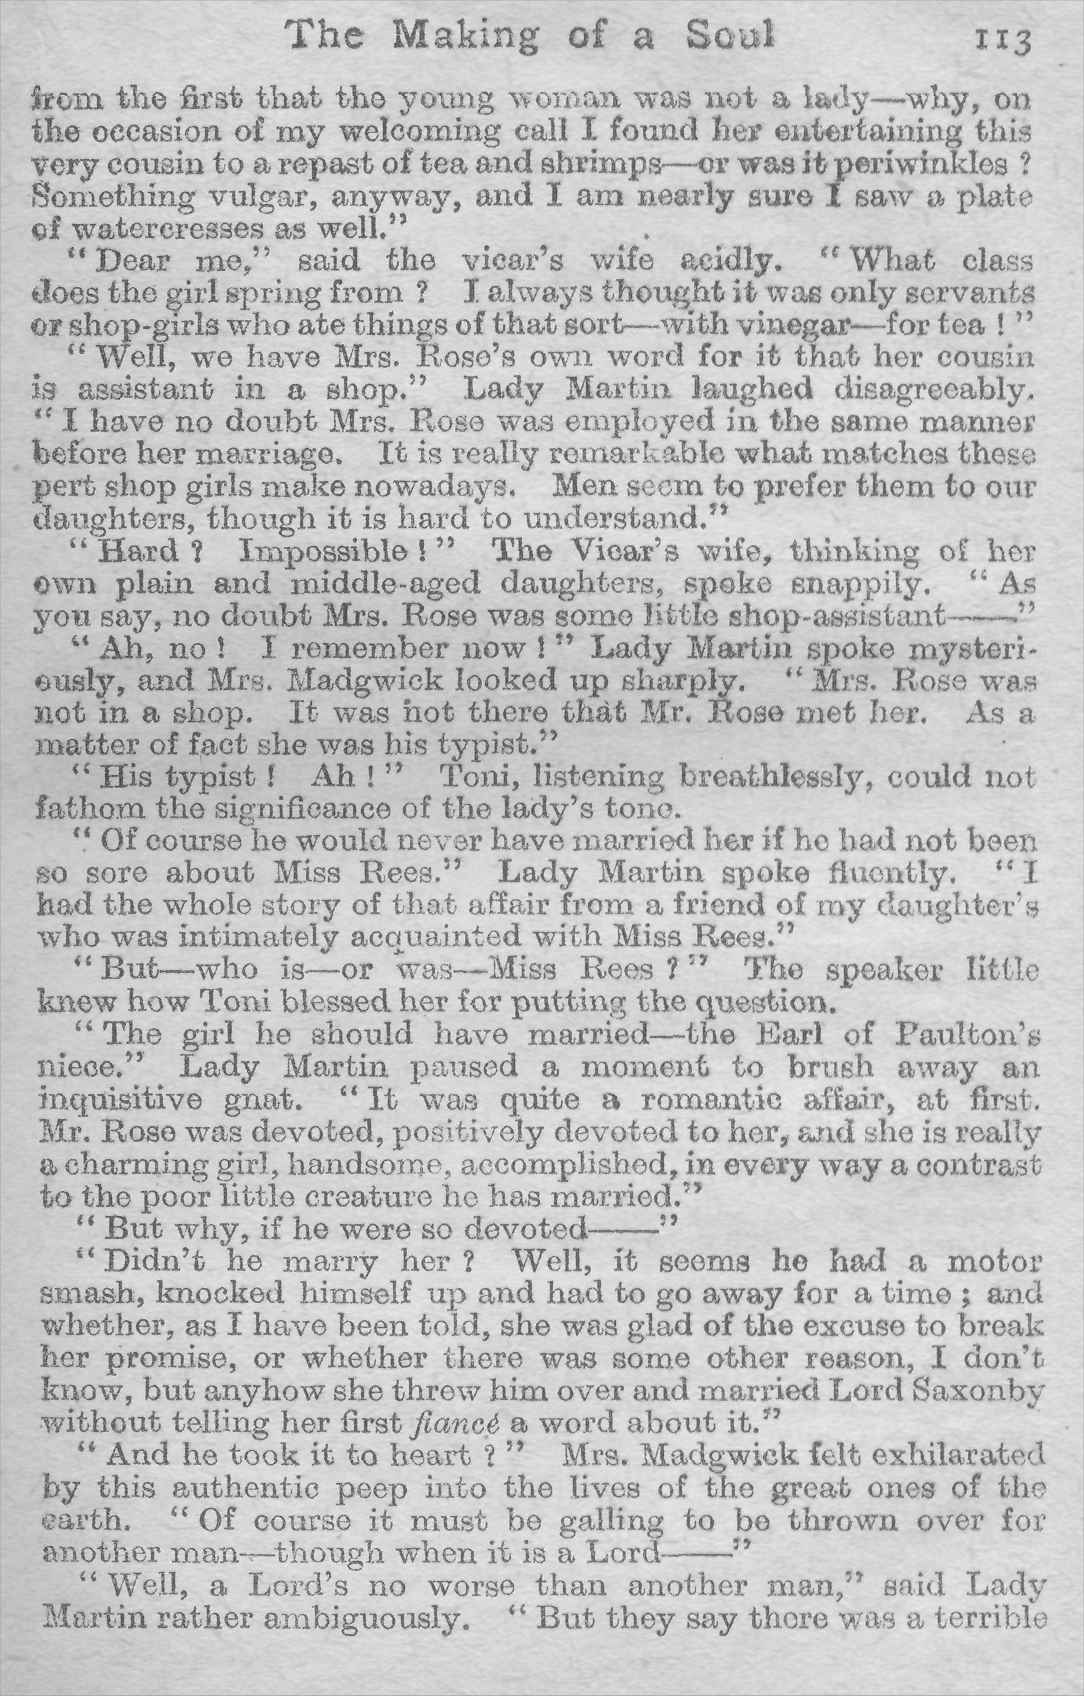 The Making of a Soul 113
from the first that the young woman was not a lady—why, on
the occasion of my welcoming call I found her entertaining this
very cousin to a repast of tea and shrimps—or was it periwinkles ?
Something vulgar, anyway, and I am nearly sure I saw a plate
of watercresses as well.”
“ Dear me,” said the vicar’s wife acidly. “ What class
does the girl spring from ? I always thought it was only servants
or shop-girls who ate things of that sort—with vinegar—for tea ! ”
“ Well, we have Mrs. Rose’s own word for it that her cousin
is assistant in a shop.” Lady Martin laughed disagreeably.
“ I have no doubt Mrs. Rose was employed in the same manner
before her marriage. It is really remarkable what matches these
pert shop girls make nowadays. Men seem to prefer them to our
daughters, though it is hard to understand.”
“ Hard ? Impossible ! ” The Vicar’s wife, thinking of her
own plain and middle-aged daughters, spoke snappily. “ As
you say, no doubt Mrs. Rose was some little shop-assistant——”
“ Ah, no ! I remember now ! ” Lady Martin spoke mysteri-
ously, and Mrs. Madgwick looked up sharply. “ Mrs. Rose was
not in a shop. It was not there that Mr. Rose met her. As a
matter of fact she was his typist.”
“ His typist ! Ah ! ” Toni, listening breathlessly, could not
fathom the significance of the lady’s tone.
“ Of course he would never have married her if he had not been
so sore about Miss Rees.” Lady Martin spoke fluently. “ I
had the whole story of that affair from a friend of my daughter’s
who was intimately acquainted with Miss Rees.”
“ But—who is—or was—Miss Rees ? ” The speaker little
knew how Toni blessed her for putting the question.
“ The girl he should have married—the Earl of Paulton’s
niece.” Lady Martin paused a moment to brush away an
inquisitive gnat. “ It was quite a romantic affair, at first.
Mr. Rose was devoted, positively devoted to her, and she is really
a charming girl, handsome, accomplished, in every way a contrast
to the poor little creature he has married.”
“ But why, if he were so devoted——”
“ Didn’t he marry her ? Well, it seems he had a motor
smash, knocked himself up and had to go away for a time ; and
whether, as I have been told, she was glad of the excuse to break
her promise, or whether there was some other reason, I don’t
know, but anyhow she threw him over and married Lord Saxonby
without telling her first fiancé a word about it.”
“ And he took it to heart ? ” Mrs. Madgwick felt exhilarated
by this authentic peep into the lives of the great ones of the
earth. “ Of course it must be galling to be thrown over for
another man—though when it is a Lord——”
“ Well, a Lord’s no worse than another man,” said Lady
Martin rather ambiguously. “ But they say there was a terrible